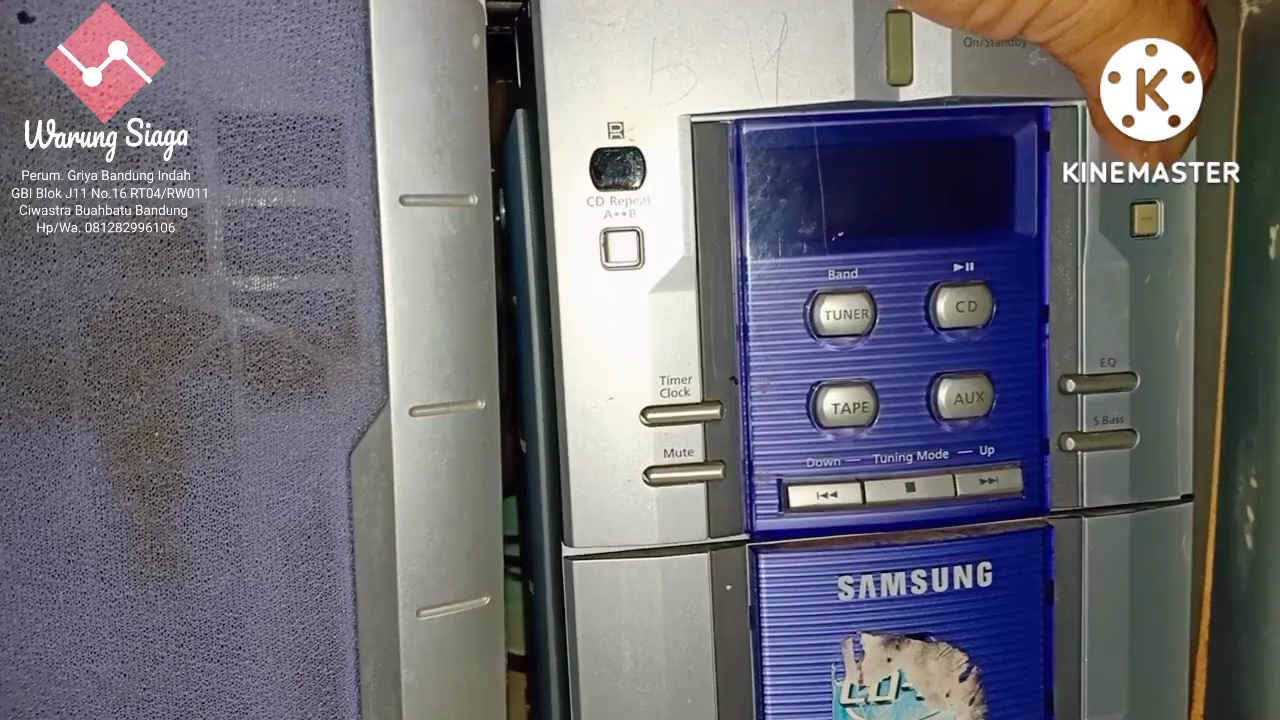 Warung Siaga
Perum. Griya Bandung Indah
GBI Blok J11 No.16 RT04/RW011
Ciwastra Buahbatu Bandung
Hp/Wa. 081282996106
K
KINEMASTER
On/Standby
CD Repeat
A↔B
Band
▶II
TUNER
CD
TAPE
AUX
Timer
Clock
Mute
EQ
S.Bass
Down — Tuning Mode — Up
SAMSUNG